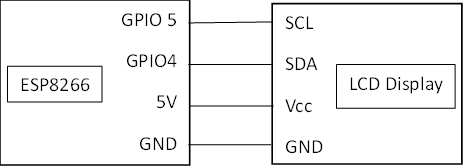 GPIO 5
SCL
GPIO4
SDA
ESP8266
LCD Display
5V
Vcc
GND
GND